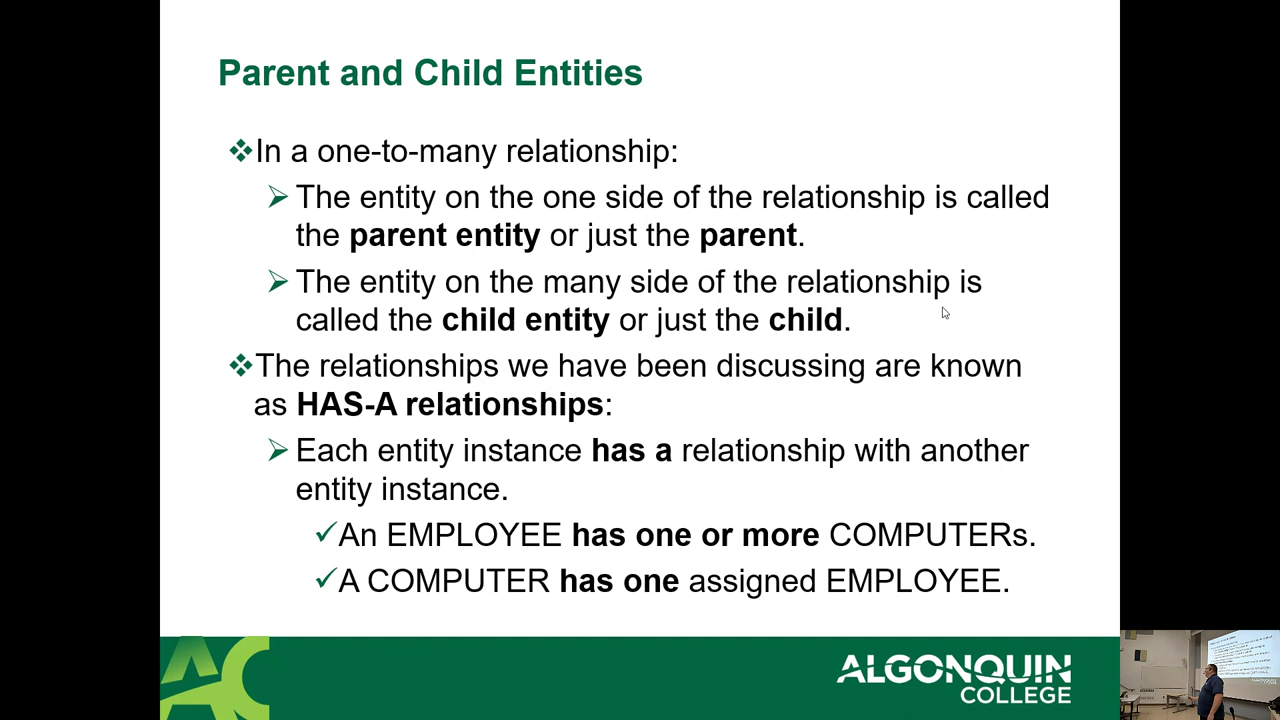 Parent and Child Entities
In a one-to-many relationship:
The entity on the one side of the relationship is called
the parent entity or just the parent.
The entity on the many side of the relationship is
called the child entity or just the child.
The relationships we have been discussing are known
as HAS-A relationships:
Each entity instance has a relationship with another
entity instance.
An EMPLOYEE has one or more COMPUTERs.
A COMPUTER has one assigned EMPLOYEE.
AC
ALGONQUIN
COLLEGE